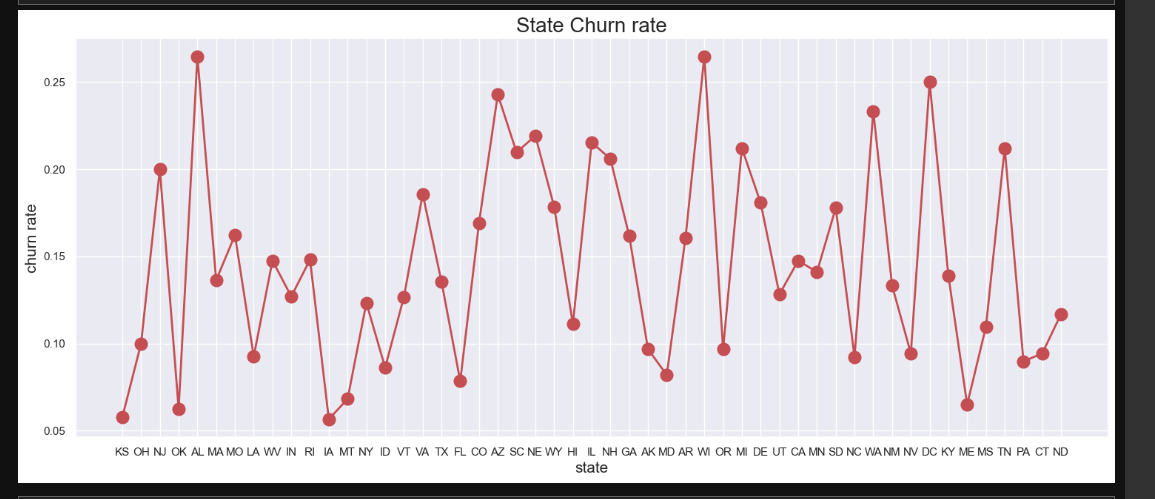 State Churn rate
churn rate
0.25
0.20
0.15
0.10
0.05
KS OH NJ OK AL MA MO LA WV IN RI IA MT NY ID VT VA TX FL CO AZ SC NE WY HI IL NH GA AK MD AR WI OR MI DE UT CA MN SD NC WA NM NV DC KY ME MS TN PA CT ND
state